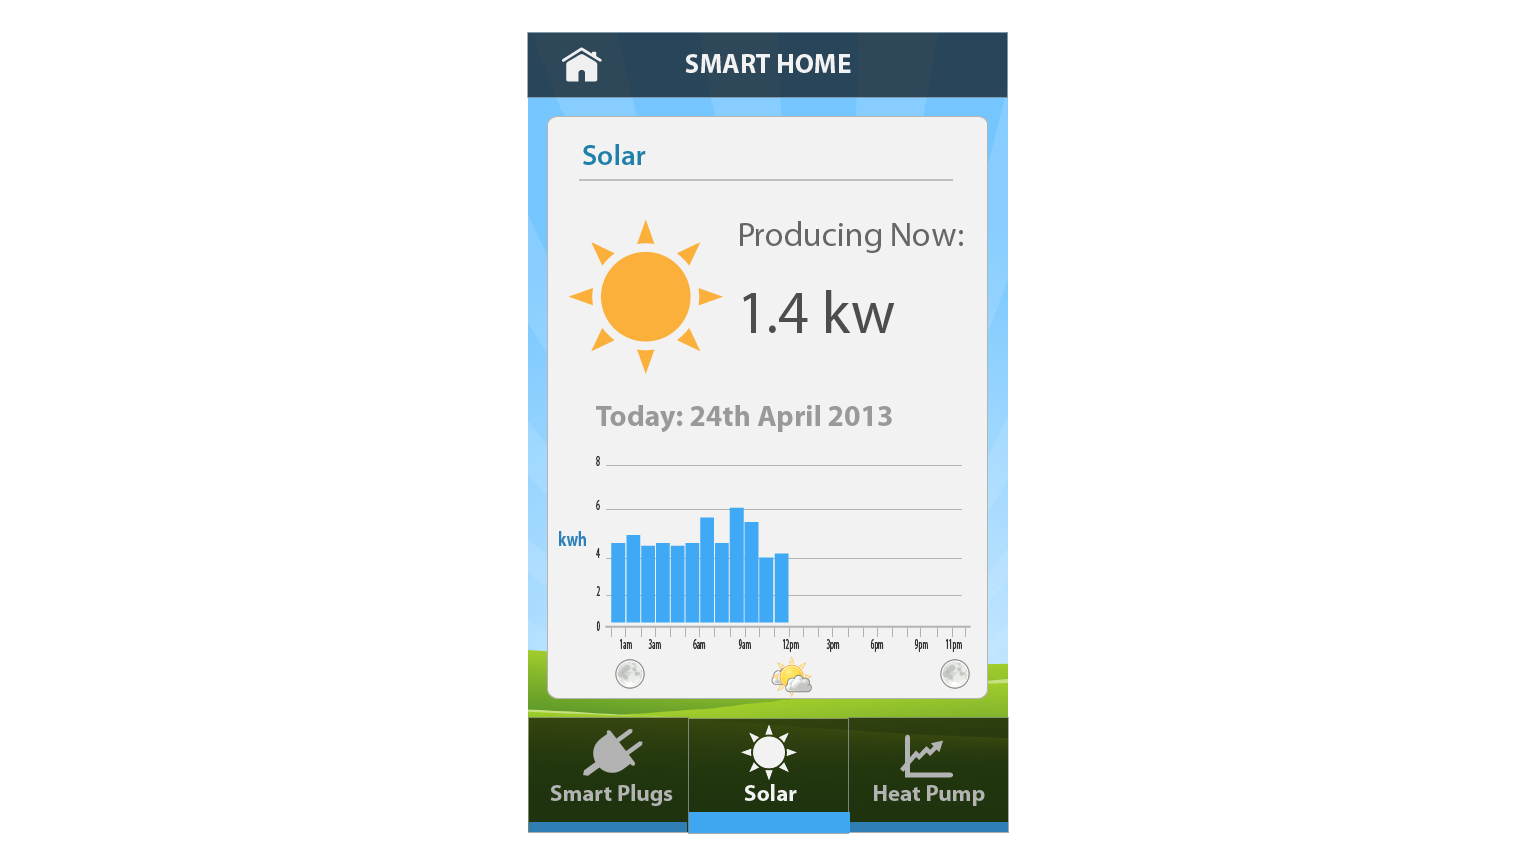 SMART HOME
Solar
Producing Now:
1.4 kw
Today: 24th April 2013
8
6
kwh
4
2
0
1am 3am 6am 9am 12pm 3pm 6pm 9pm 11pm
Smart Plugs Solar Heat Pump